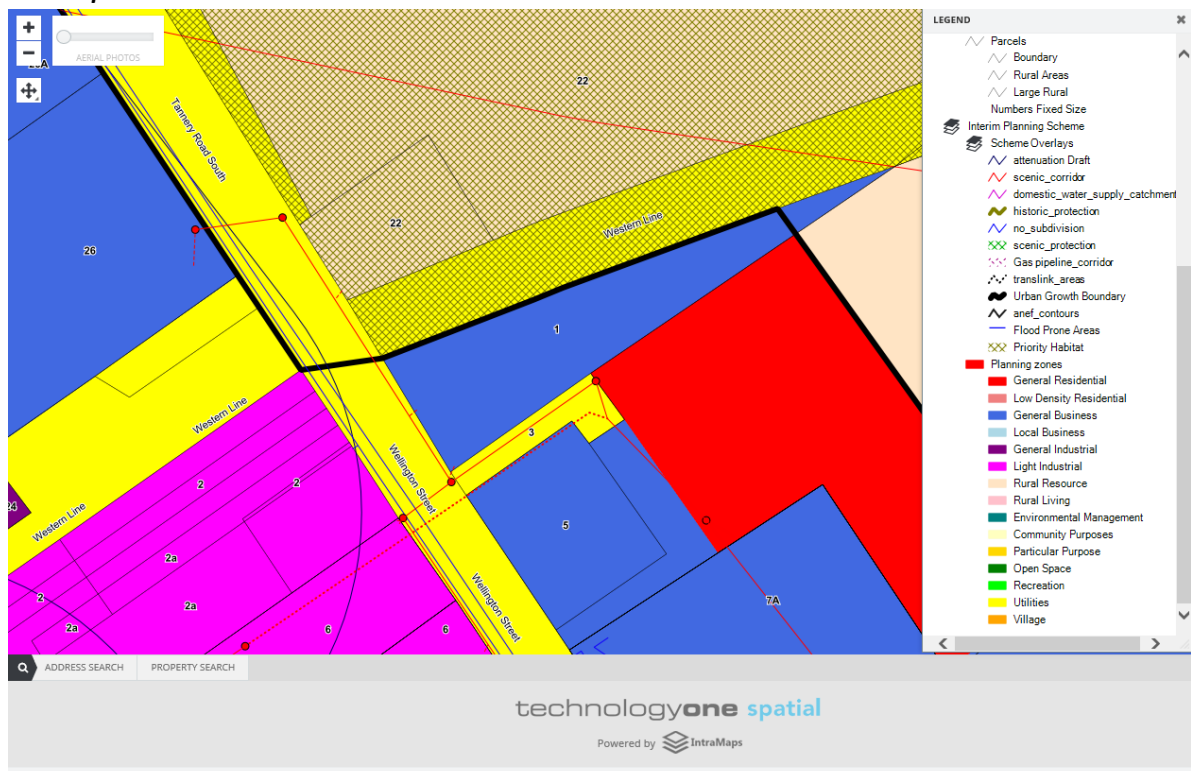 +
−
AERIAL PHOTOS
Tannery Road South
22
22
Western Line
26
1
Western Line
3
Wellington Street
2
2
24
Western Line
5
2a
2
2a
2a
Wellington Street
7A
6
6
LEGEND
Parcels
Boundary
Rural Areas
Large Rural
Numbers Fixed Size
Interim Planning Scheme
Scheme Overlays
attenuation Draft
scenic_corridor
domestic_water_supply_catchment
historic_protection
no_subdivision
scenic_protection
Gas pipeline_corridor
translink_areas
Urban Growth Boundary
anef_contours
Flood Prone Areas
Priority Habitat
Planning zones
General Residential
Low Density Residential
General Business
Local Business
General Industrial
Light Industrial
Rural Resource
Rural Living
Environmental Management
Community Purposes
Particular Purpose
Open Space
Recreation
Utilities
Village
ADDRESS SEARCH PROPERTY SEARCH
technologyone spatial
Powered by IntraMaps